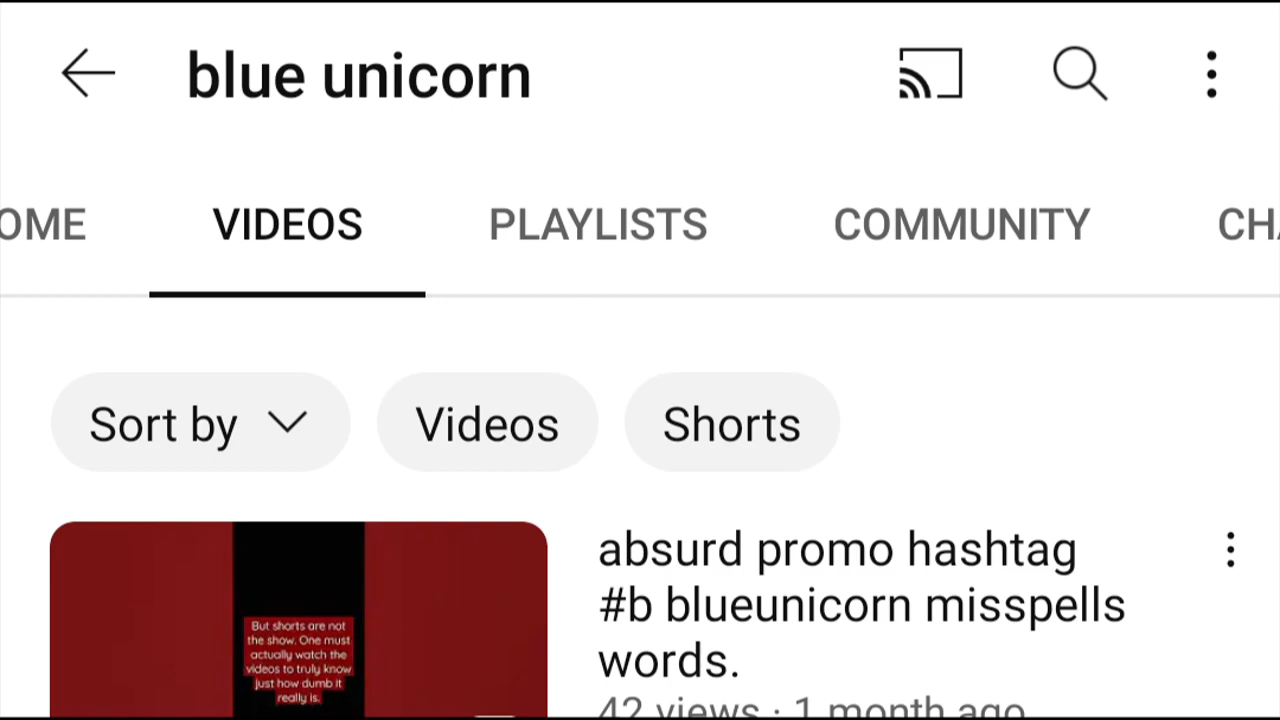 blue unicorn
OME VIDEOS PLAYLISTS COMMUNITY CHA
Sort by Videos Shorts
But shorts are not
the show. One must
actually watch the
videos to truly know
just how dumb it
really is.
absurd promo hashtag
#b blueunicorn misspells
words.
42 views · 1 month ago